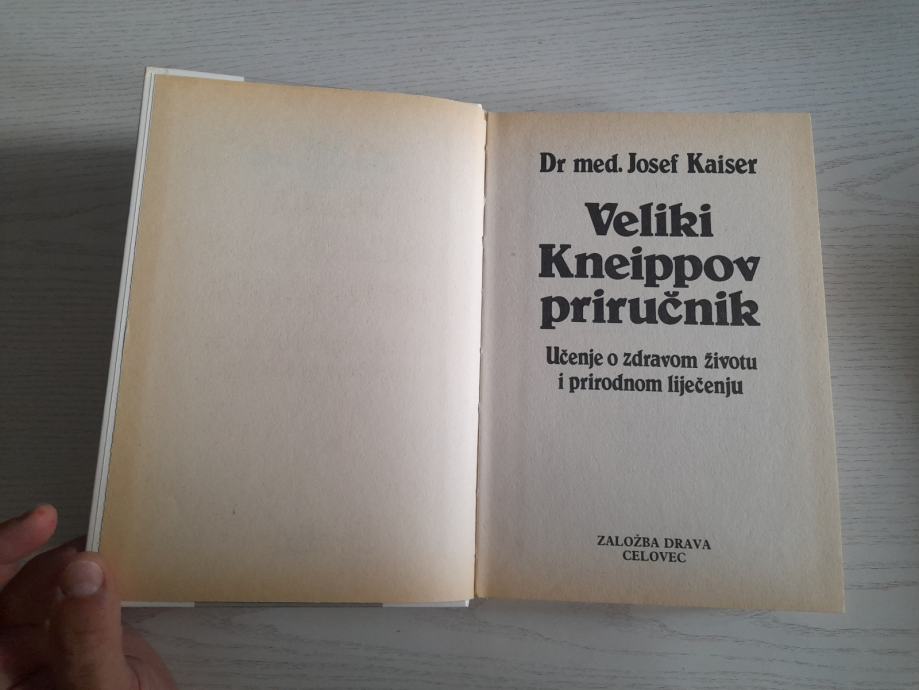 Dr med. Josef Kaiser
Veliki
Kneippov
priručnik
Učenje o zdravom životu
i prirodnom liječenju
ZALOŽBA DRAVA
CELOVEC